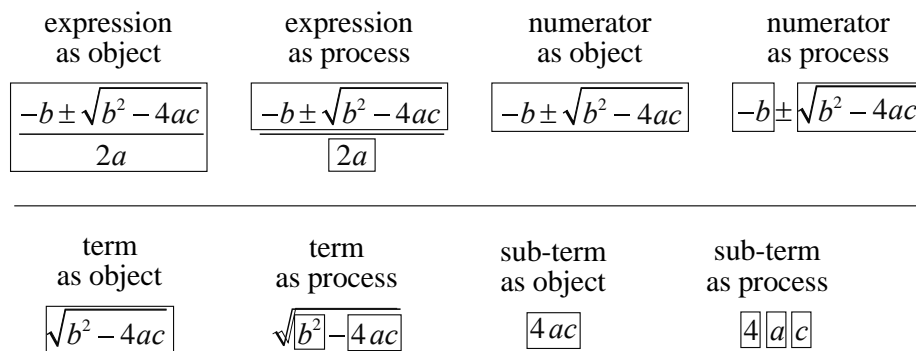 expression as object
expression as process
numerator as object
numerator as process
−b ± √(b² − 4ac) / 2a
−b ± √(b² − 4ac) / 2a
−b ± √(b² − 4ac)
−b ± √(b² − 4ac)
term as object
term as process
sub-term as object
sub-term as process
√(b² − 4ac)
√(b² − 4ac)
4ac
4 a c